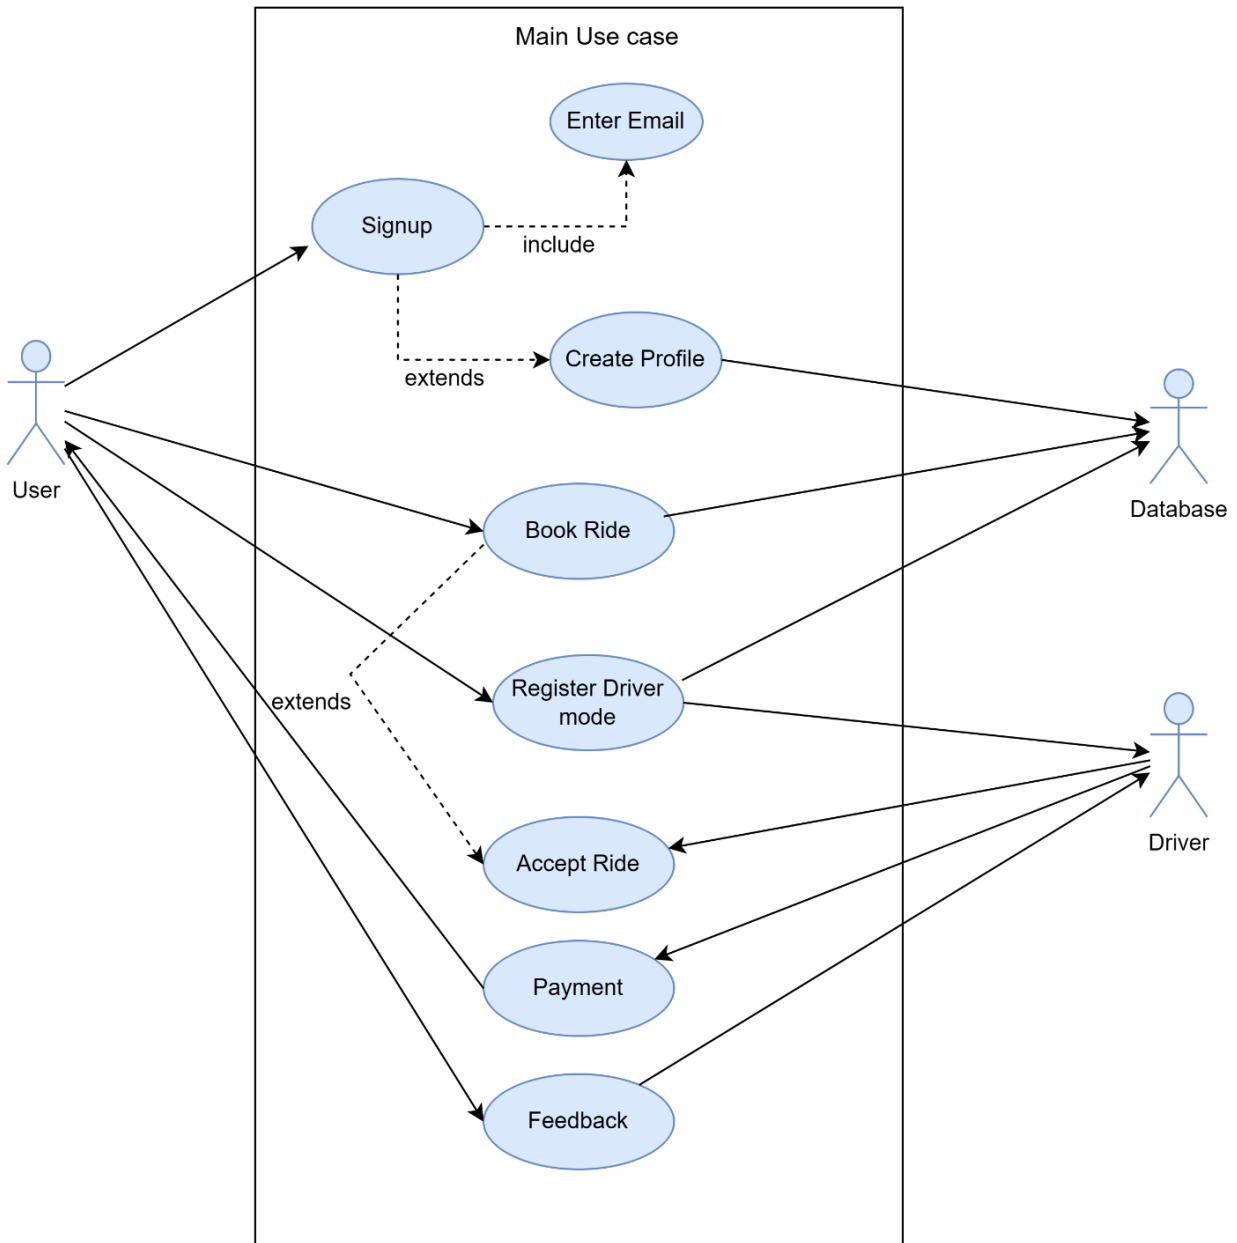 Main Use case
Enter Email
Signup
include
Create Profile
extends
User
Database
Book Ride
Register Driver
mode
extends
Driver
Accept Ride
Payment
Feedback